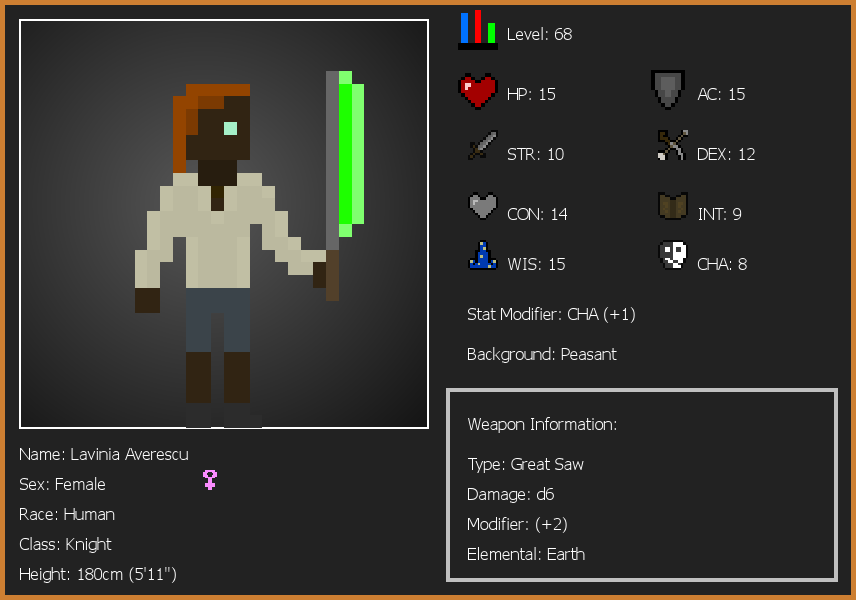 Level: 68
HP: 15
AC: 15
STR: 10
DEX: 12
CON: 14
INT: 9
WIS: 15
CHA: 8
Stat Modifier: CHA (+1)
Background: Peasant
Weapon Information:
Type: Great Saw
Damage: d6
Modifier: (+2)
Elemental: Earth
Name: Lavinia Averescu
Sex: Female
Race: Human
Class: Knight
Height: 180cm (5'11")